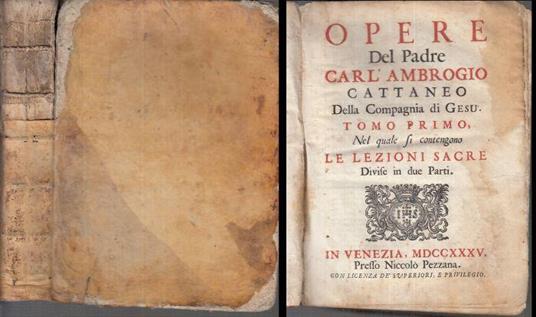 OPERE
Del Padre
CARL' AMBROGIO
CATTANEO
Della Compagnia di GESU.
TOMO PRIMO,
Nel quale ſi contengono
LE LEZIONI SACRE
Diviſe in due Parti.
IHS
IN VENEZIA, MDCCXXXV.
Preſſo Niccolò Pezzana.
CON LICENZA DE' SUPERIORI, E PRIVILEGIO.